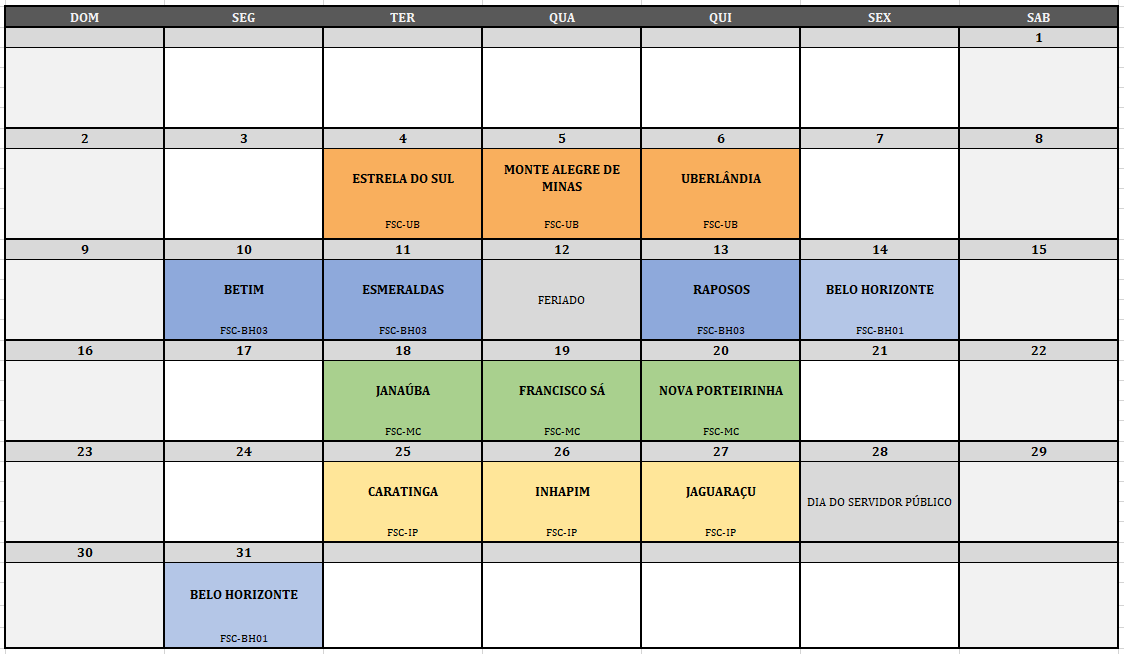 DOM SEG TER QUA QUI SEX SAB
1
2 3 4 5 6 7 8
ESTRELA DO SUL MONTE ALEGRE DE MINAS UBERLÂNDIA
FSC-UB FSC-UB FSC-UB
9 10 11 12 13 14 15
BETIM ESMERALDAS FERIADO RAPOSOS BELO HORIZONTE
FSC-BH03 FSC-BH03 FSC-BH03 FSC-BH01
16 17 18 19 20 21 22
JANAÚBA FRANCISCO SÁ NOVA PORTEIRINHA
FSC-MC FSC-MC FSC-MC
23 24 25 26 27 28 29
CARATINGA INHAPIM JAGUARAÇU DIA DO SERVIDOR PÚBLICO
FSC-IP FSC-IP FSC-IP
30 31
BELO HORIZONTE
FSC-BH01